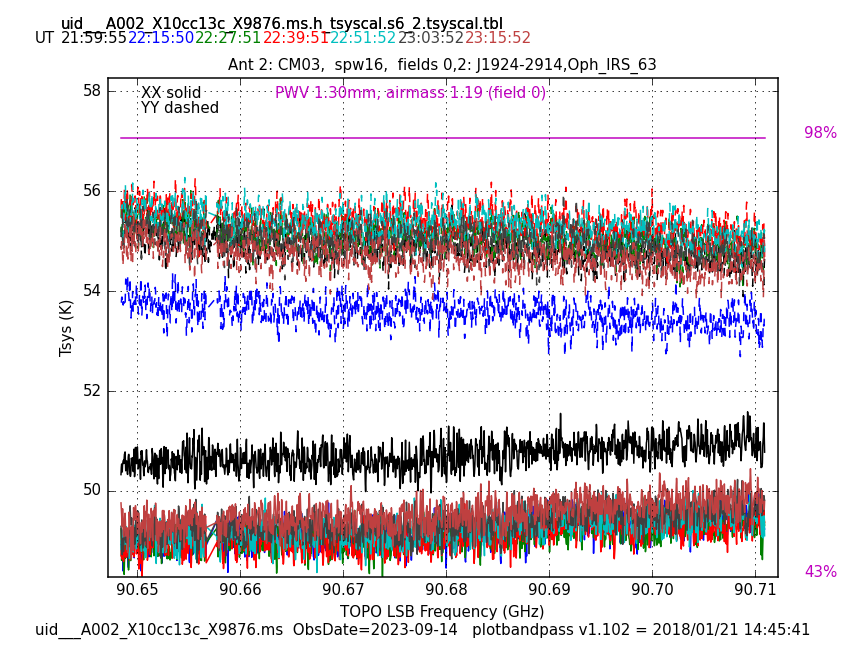 uid___A002_X10cc13c_X9876.ms.h_tsyscal.s6_2.tsyscal.tbl
UT 21:59:55 22:15:50 22:27:51 22:39:51 22:51:52 23:03:52 23:15:52
Ant 2: CM03,  spw16,  fields 0,2: J1924-2914,Oph_IRS_63
XX solid
YY dashed
PWV 1.30mm, airmass 1.19 (field 0)
98%
58
56
54
52
50
Tsys (K)
43%
90.65 90.66 90.67 90.68 90.69 90.70 90.71
TOPO LSB Frequency (GHz)
uid___A002_X10cc13c_X9876.ms  ObsDate=2023-09-14   plotbandpass v1.102 = 2018/01/21 14:45:41